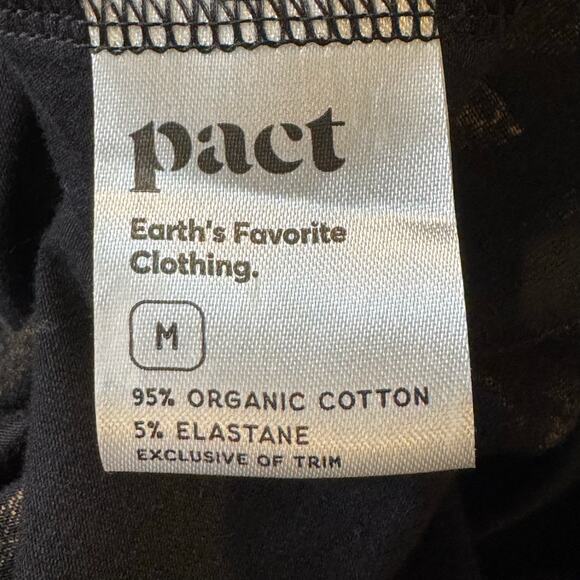 pact
Earth's Favorite
Clothing.
M
95% ORGANIC COTTON
5% ELASTANE
EXCLUSIVE OF TRIM